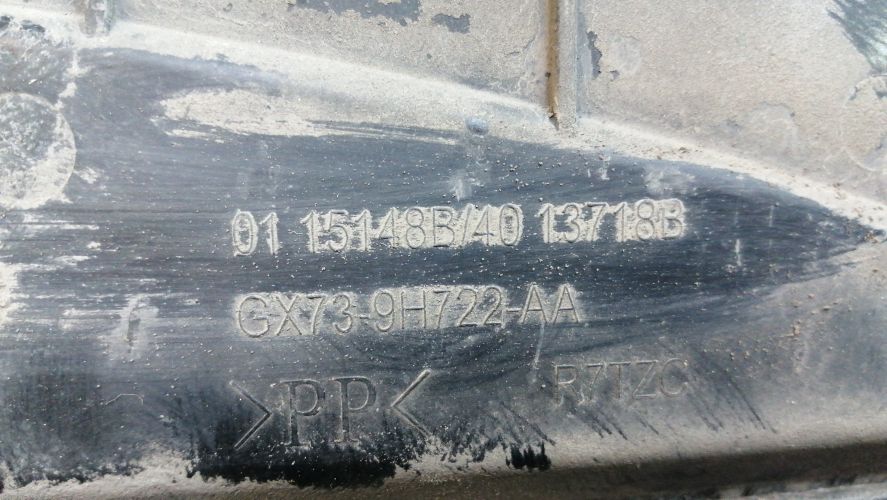 01 15148B/40 13718B
GX73-9H722-AA
>PP< R7TZC